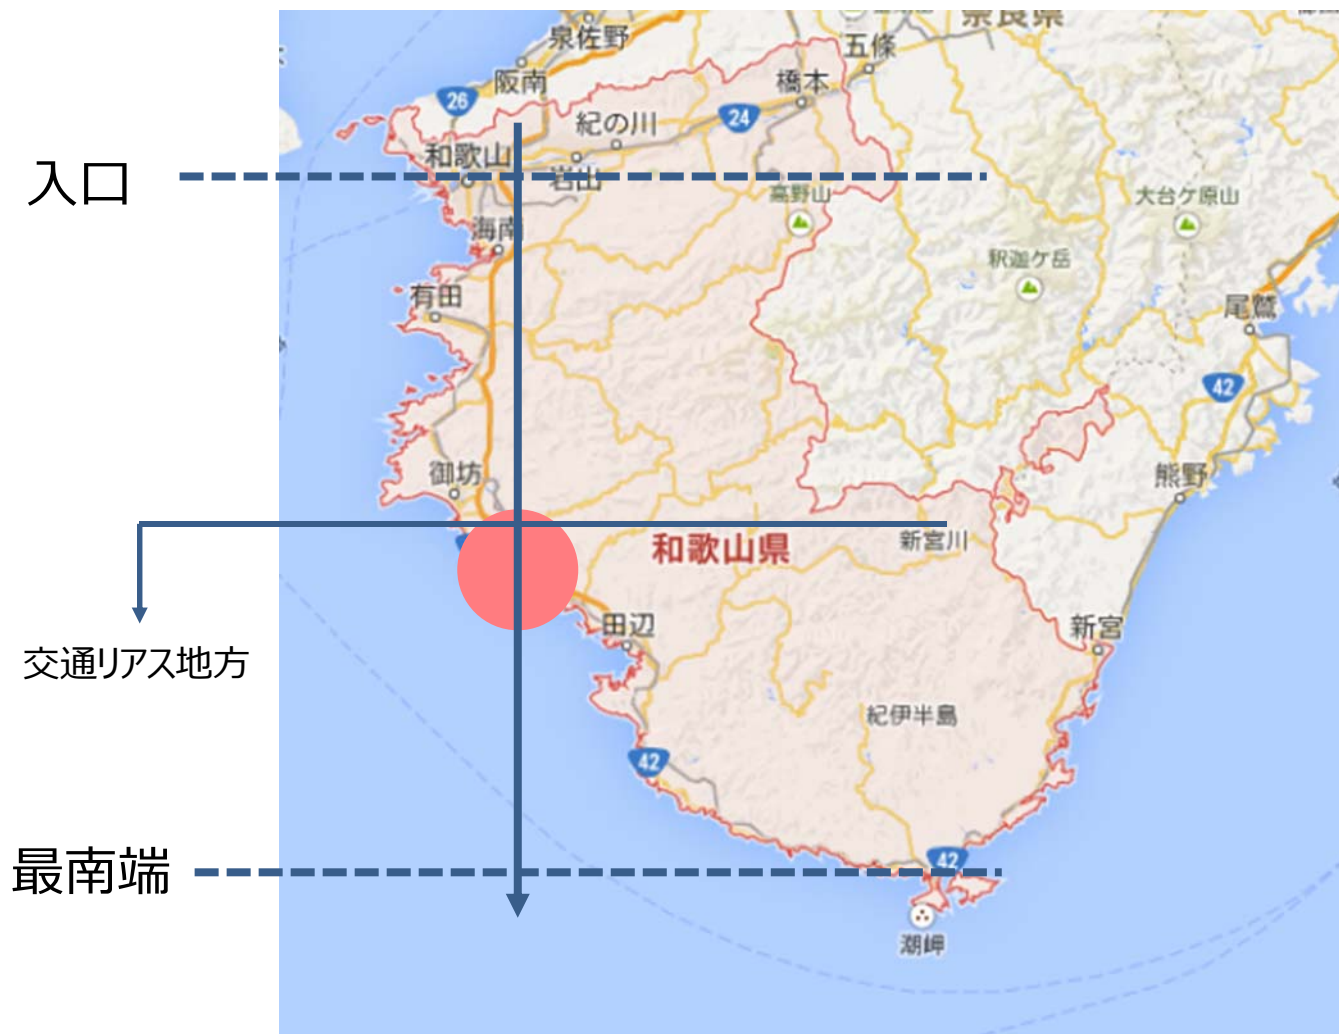 奈良県
泉佐野
五條
阪南
橋本
26
24
紀の川
和歌山
入口
岩出
高野山
大台ケ原山
海南
釈迦ケ岳
有田
尾鷲
42
御坊
熊野
和歌山県
新宮川
田辺
新宮
交通リアス地方
紀伊半島
42
42
最南端
潮岬